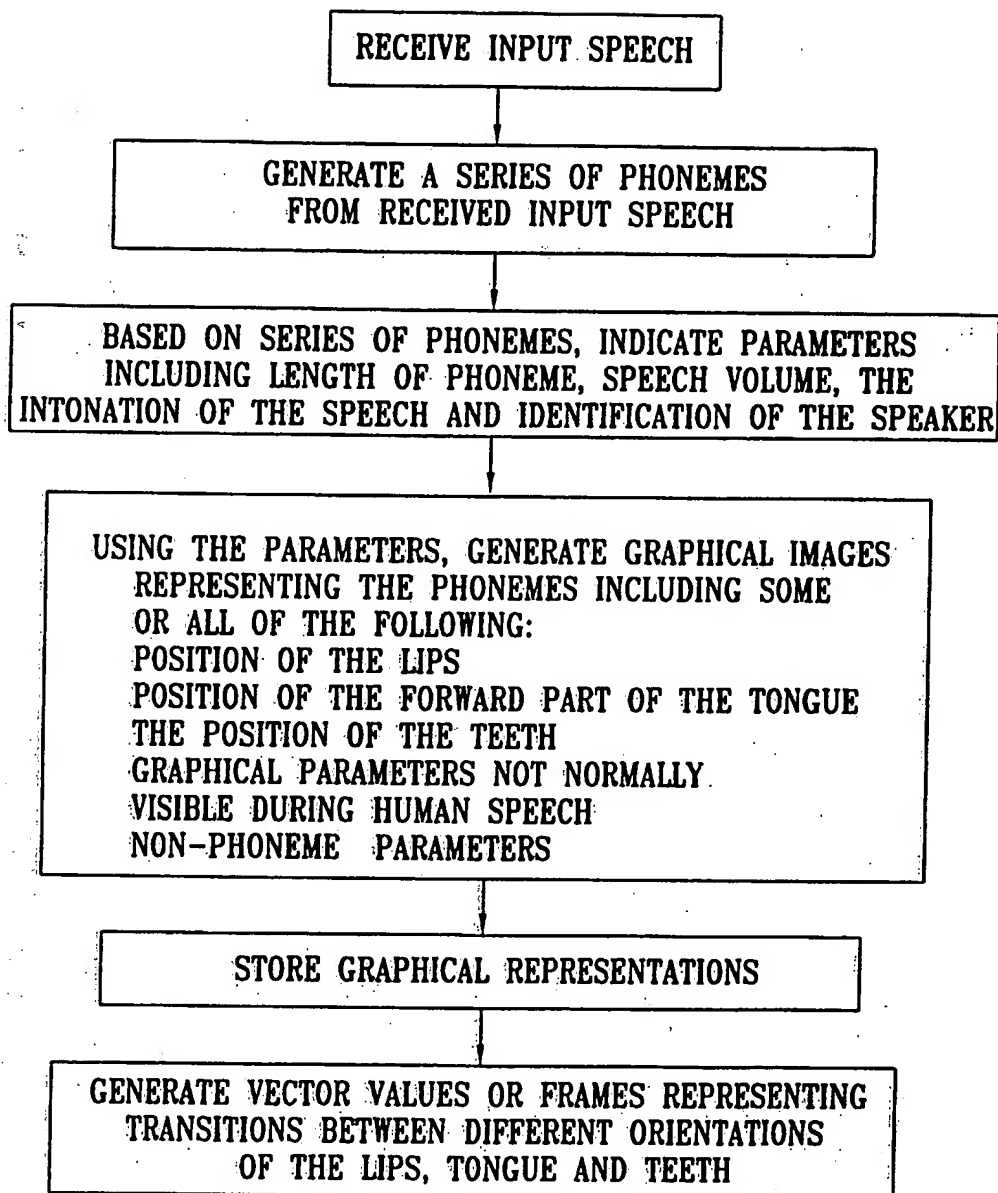 RECEIVE INPUT SPEECH
GENERATE A SERIES OF PHONEMES
FROM RECEIVED INPUT SPEECH
BASED ON SERIES OF PHONEMES, INDICATE PARAMETERS
INCLUDING LENGTH OF PHONEME, SPEECH VOLUME, THE
INTONATION OF THE SPEECH AND IDENTIFICATION OF THE SPEAKER
USING THE PARAMETERS, GENERATE GRAPHICAL IMAGES
REPRESENTING THE PHONEMES INCLUDING SOME
OR ALL OF THE FOLLOWING:
POSITION OF THE LIPS
POSITION OF THE FORWARD PART OF THE TONGUE
THE POSITION OF THE TEETH
GRAPHICAL PARAMETERS NOT NORMALLY
VISIBLE DURING HUMAN SPEECH
NON-PHONEME PARAMETERS
STORE GRAPHICAL REPRESENTATIONS
GENERATE VECTOR VALUES OR FRAMES REPRESENTING
TRANSITIONS BETWEEN DIFFERENT ORIENTATIONS
OF THE LIPS, TONGUE AND TEETH